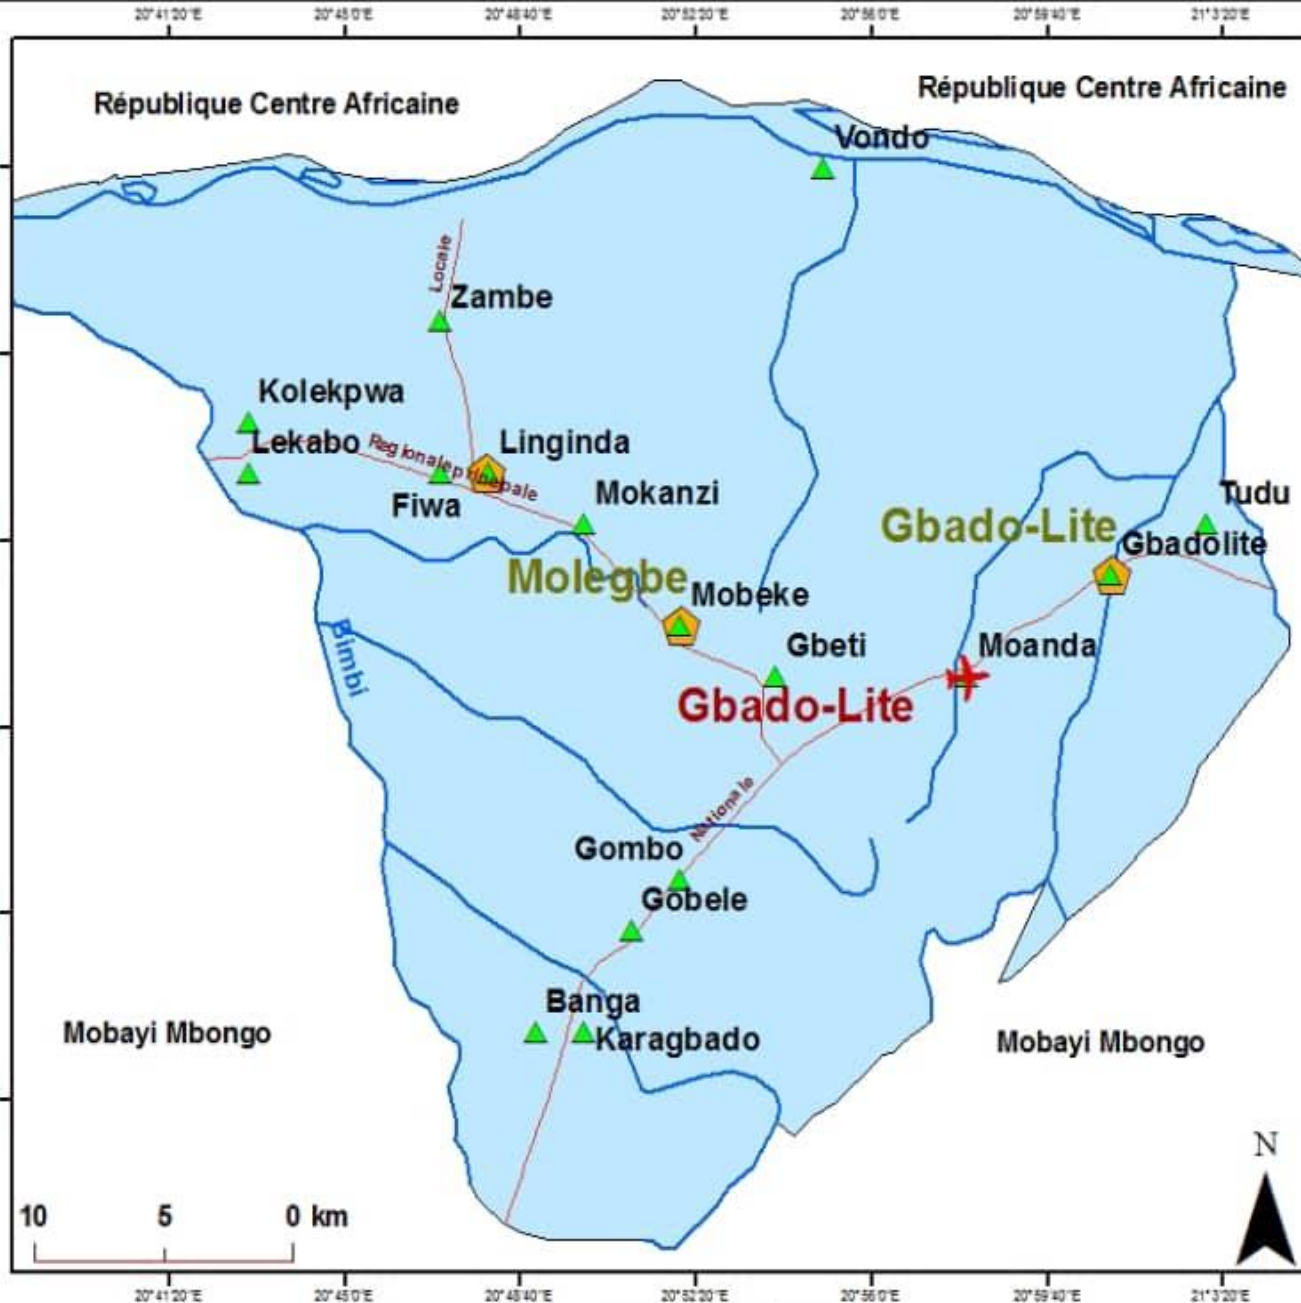 20°41'20"E 20°45'0"E 20°48'40"E 20°52'20"E 20°56'0"E 20°59'40"E 21°3'20"E
République Centre Africaine
République Centre Africaine
Vondo
Locale
Zambe
Kolekpwa
Lekabo
Regionale principale
Linginda
Fiwa
Mokanzi
Tudu
Gbado-Lite
Gbadolite
Molegbe
Mobeke
Bimbi
Gbeti
Moanda
Gbado-Lite
Nationale
Gombo
Gobele
Banga
Karagbado
Mobayi Mbongo
Mobayi Mbongo
N
10 5 0 km
20°41'20"E 20°45'0"E 20°48'40"E 20°52'20"E 20°56'0"E 20°59'40"E 21°3'20"E